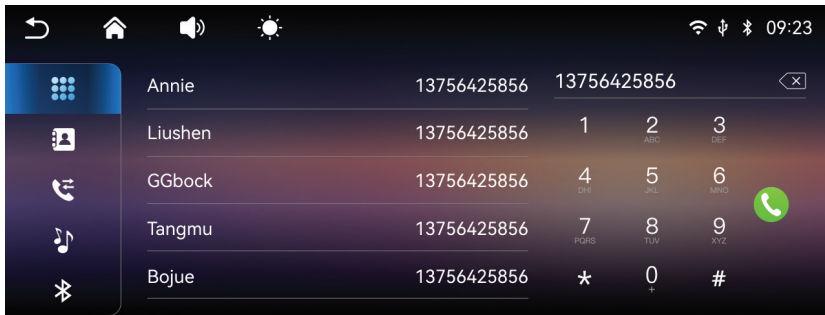 09:23
Annie 13756425856
Liushen 13756425856
GGbock 13756425856
Tangmu 13756425856
Bojue 13756425856
13756425856
1 2 3
ABC DEF
4 5 6
DHI JKL MNO
7 8 9
PQRS TUV XYZ
* 0 #
+